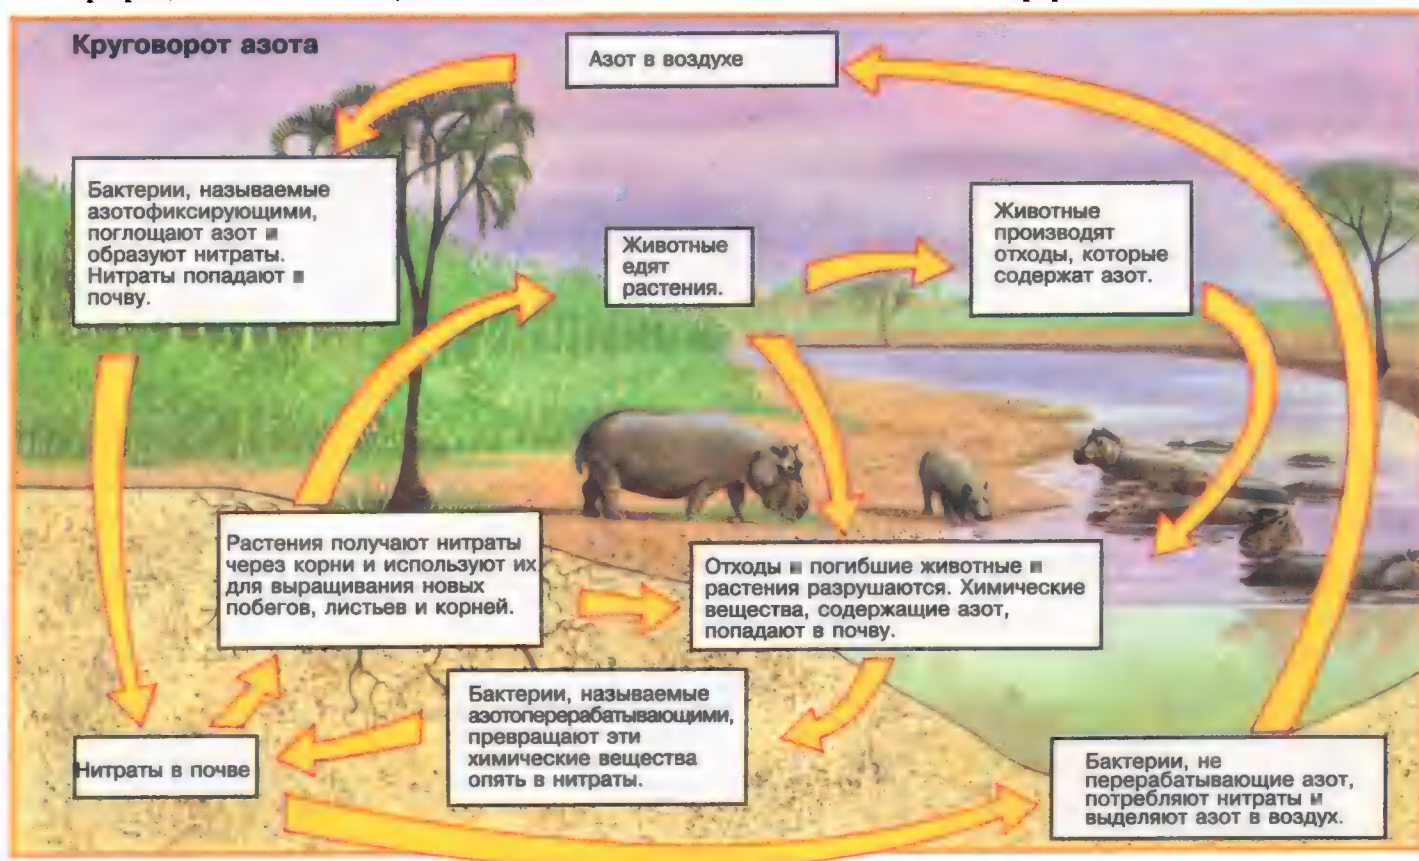 Круговорот азота
Азот в воздухе
Бактерии, называемые
азотофиксирующими,
поглощают азот
образуют нитраты.
Нитраты попадают
почву.
Животные
едят
растения.
Животные
производят
отходы, которые
содержат азот.
Растения получают нитраты
через корни и используют их
для выращивания новых
побегов, листьев и корней.
Отходы погибшие животные
растения разрушаются. Химические
вещества, содержащие азот,
попадают в почву.
Бактерии, называемые
азотоперерабатывающими,
превращают эти
химические вещества
опять в нитраты.
Нитраты в почве
Бактерии, не
перерабатывающие азот,
потребляют нитраты и
выделяют азот в воздух.